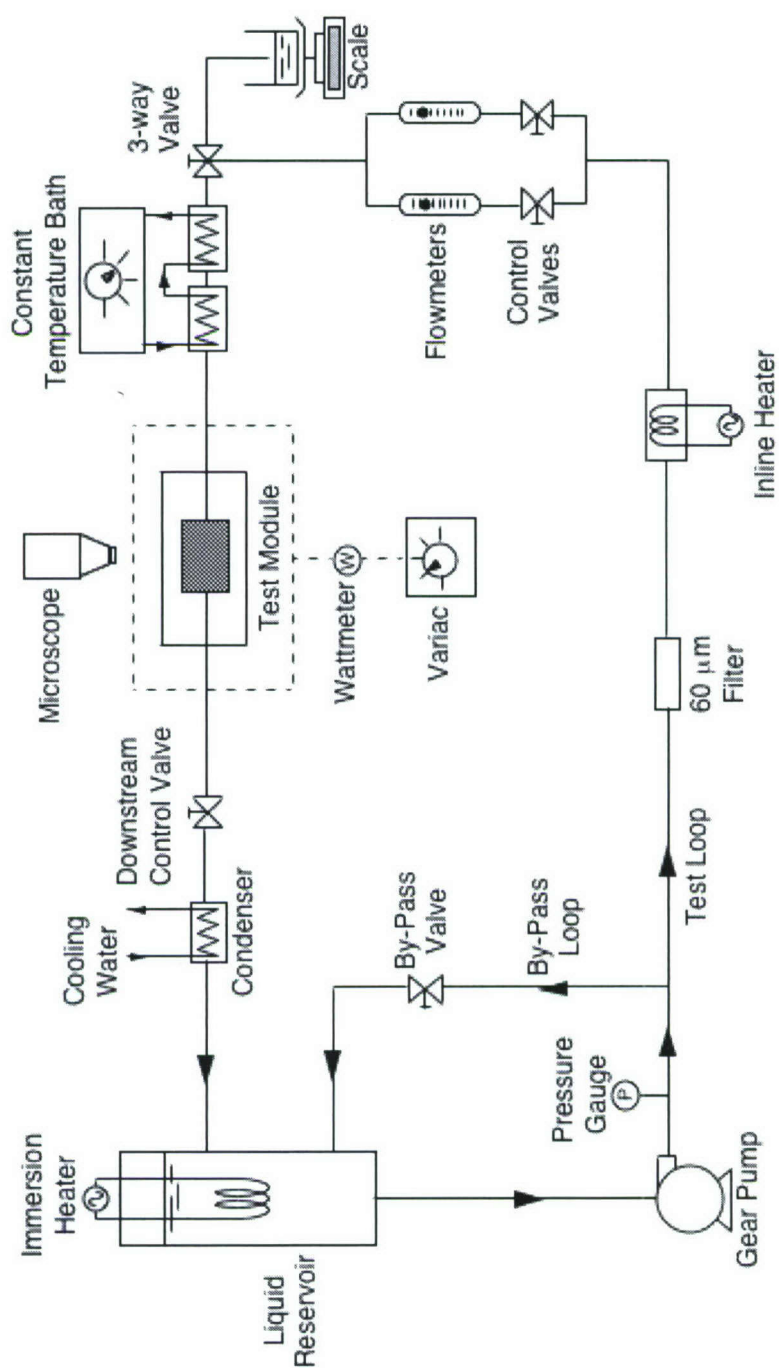 Immersion
Heater
Liquid
Reservoir
Cooling
Water
Condenser
Downstream
Control Valve
Microscope
Test Module
Constant
Temperature Bath
3-way
Valve
Scale
Wattmeter
W
Variac
Flowmeters
Control
Valves
By-Pass
Valve
By-Pass
Loop
Pressure
Gauge
P
Gear Pump
Test Loop
60 μm
Filter
Inline Heater